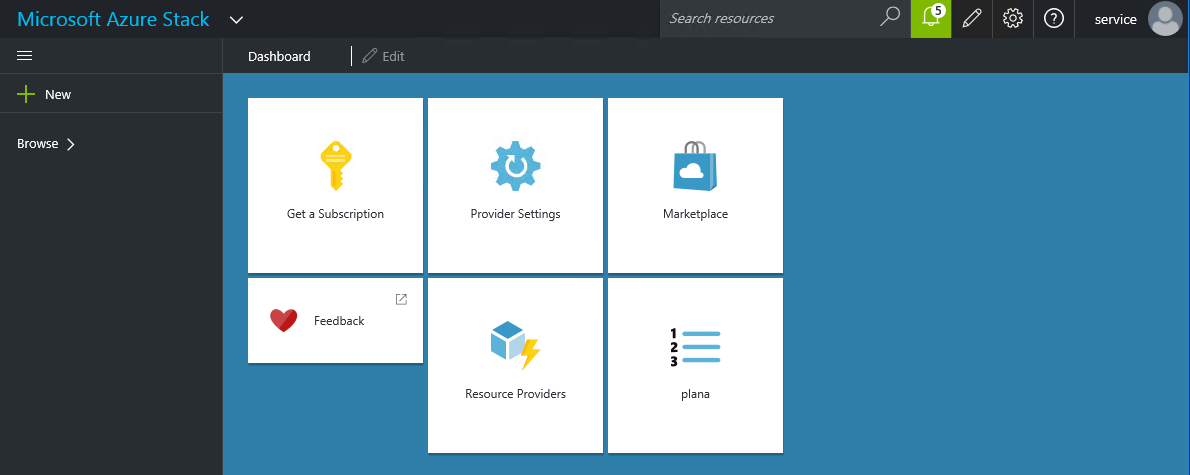 Microsoft Azure Stack
Search resources
5
service
Dashboard
Edit
New
Browse
Get a Subscription
Provider Settings
Marketplace
Feedback
Resource Providers
1
2
3
plana